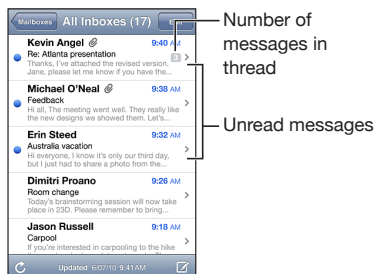 Mailboxes All Inboxes (17)
Kevin Angel 9:40 AM
Re: Atlanta presentation 3
Thanks, I've attached the revised version.
Jane, please let me know if you have the...
Michael O'Neal 9:38 AM
Feedback
Hi all, The meeting went well. They really like
the new designs we showed them. Let's...
Erin Steed 9:32 AM
Australia vacation
Hi everyone, I know it's only our third day,
but I just had to share a photo from the...
Dimitri Proano 9:26 AM
Room change
Today's brainstorming session will now take
place in 23D. Please remember to bring...
Jason Russell 9:18 AM
Carpool
If you're interested in carpooling to the hike
Updated 6/07/10 9:41 AM
Number of
messages in
thread
Unread messages